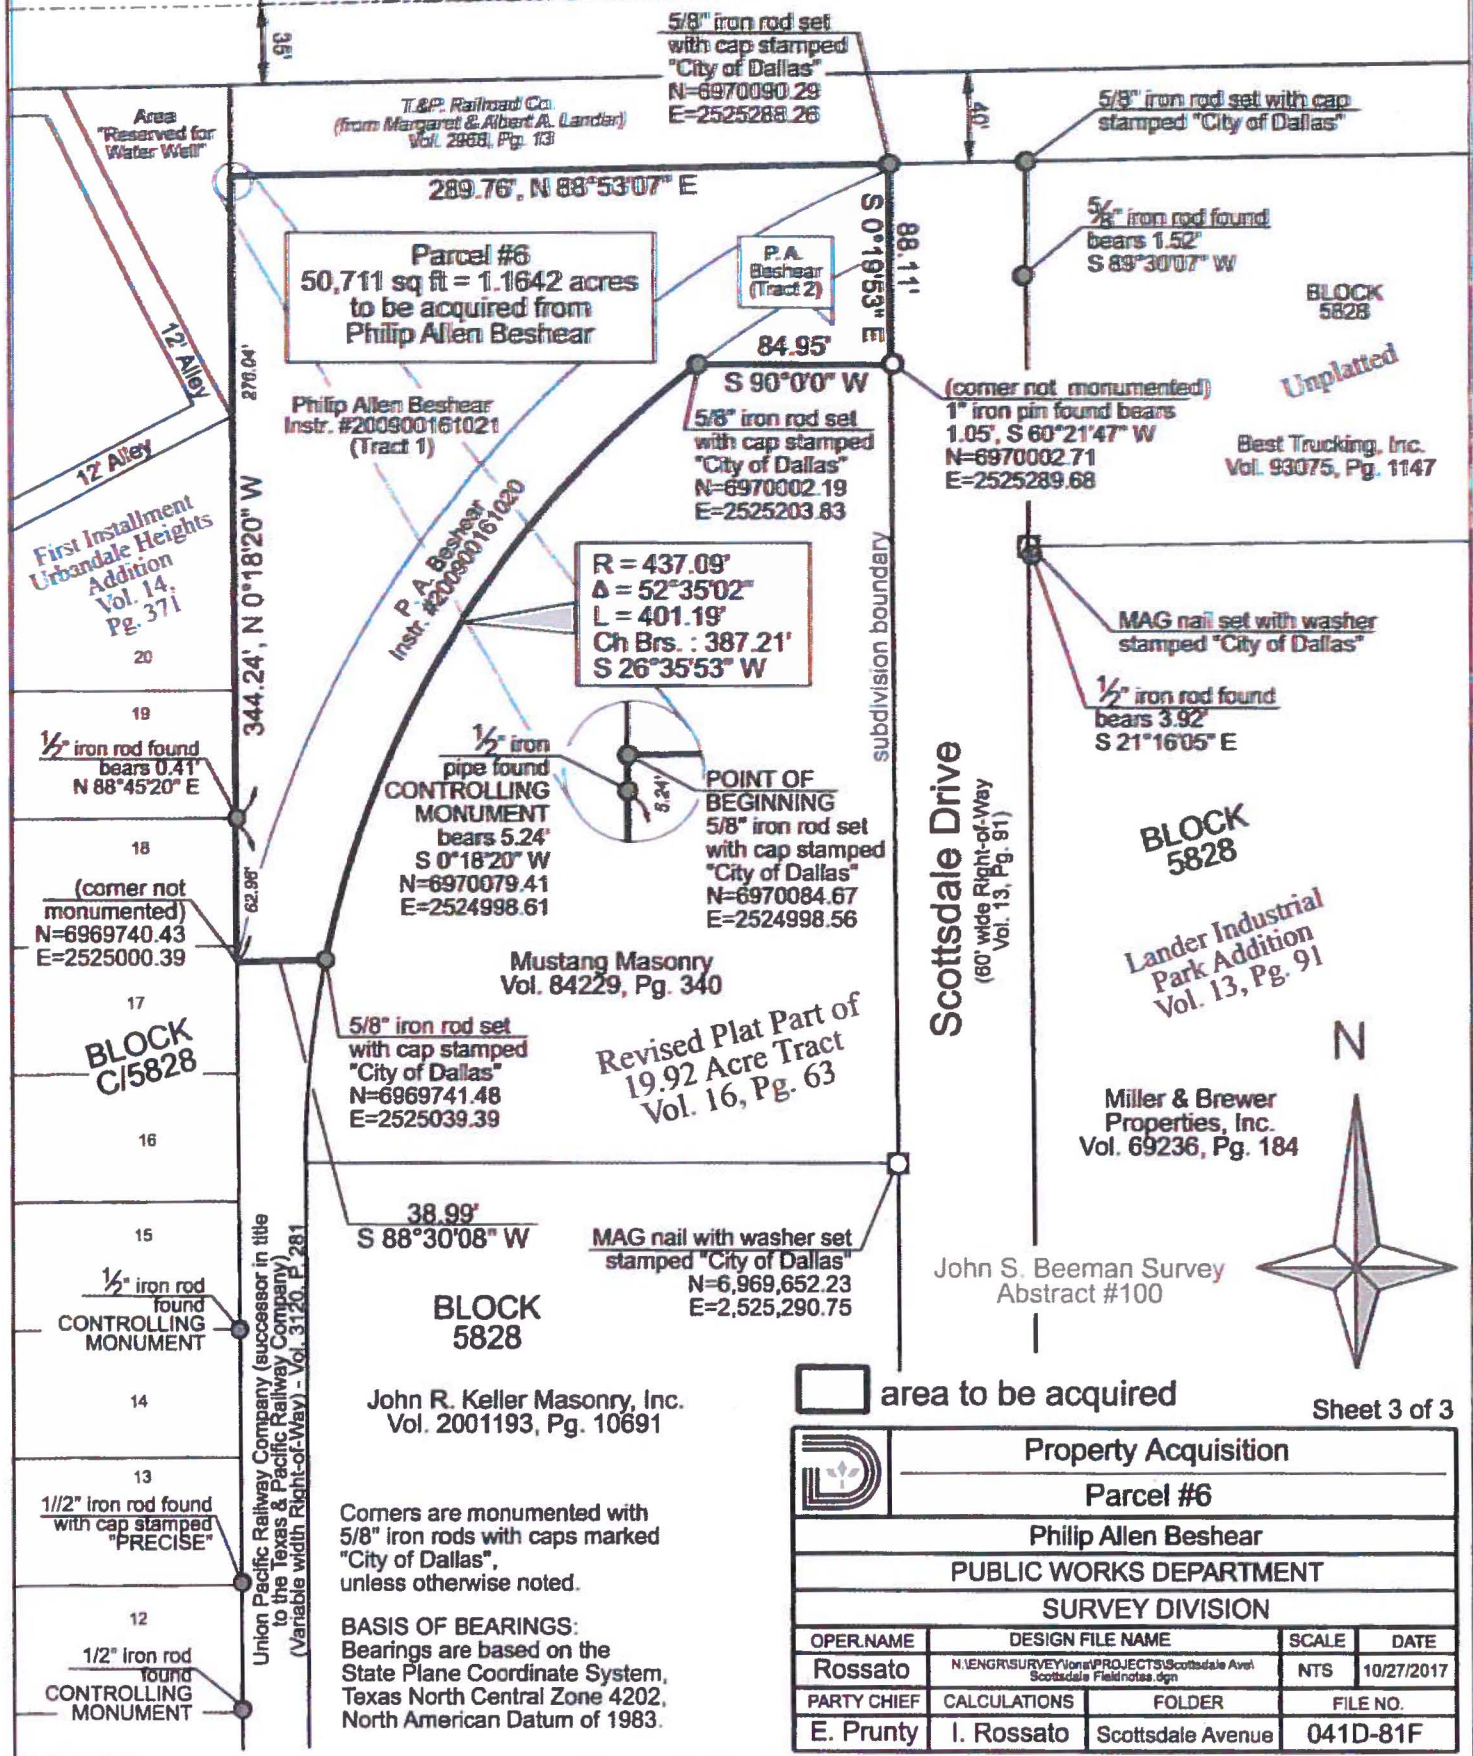 35'
5/8" iron rod set
with cap stamped
"City of Dallas"
N=6970090.29
E=2525288.26
Area
"Reserved for
Water Well"
T.&P. Railroad Co.
(from Margaret & Albert A. Lander)
Vol. 2968, Pg. 13
40'
5/8" iron rod set with cap
stamped "City of Dallas"
289.76', N 88°53'07" E
S 0°19'53" E
88.11'
5/8" iron rod found
bears 1.52'
S 89°30'07" W
Parcel #6
50,711 sq ft = 1.1642 acres
to be acquired from
Philip Allen Beshear
P. A.
Beshear
(Tract 2)
BLOCK
5828
Unplatted
12' Alley
276.04'
84.95'
S 90°0'0" W
Philip Allen Beshear
Instr. #200900161021
(Tract 1)
5/8" iron rod set
with cap stamped
"City of Dallas"
N=6970002.19
E=2525203.83
(corner not monumented)
1" iron pin found bears
1.05', S 60°21'47" W
N=6970002.71
E=2525289.68
Best Trucking, Inc.
Vol. 93075, Pg. 1147
12' Alley
First Installment
Urbandale Heights
Addition
Vol. 14,
Pg. 371
344.24', N 0°18'20" W
P. A. Beshear
Instr. #200900161020
R = 437.09'
Δ = 52°35'02"
L = 401.19'
Ch Brs. : 387.21'
S 26°35'53" W
subdivision boundary
MAG nail set with washer
stamped "City of Dallas"
1/2" iron rod found
bears 3.92'
S 21°16'05" E
20
19
1/2" iron rod found
bears 0.41'
N 88°45'20" E
1/2" iron
pipe found
CONTROLLING
MONUMENT
bears 5.24'
S 0°18'20" W
N=6970079.41
E=2524998.61
5.24'
POINT OF
BEGINNING
5/8" iron rod set
with cap stamped
"City of Dallas"
N=6970084.67
E=2524998.56
Scottsdale Drive
(60' wide Right-of-Way
Vol. 13, Pg. 91)
BLOCK
5828
18
62.96'
(corner not
monumented)
N=6969740.43
E=2525000.39
Lander Industrial
Park Addition
Vol. 13, Pg. 91
Mustang Masonry
Vol. 84229, Pg. 340
17
BLOCK
C/5828
5/8" iron rod set
with cap stamped
"City of Dallas"
N=6969741.48
E=2525039.39
Revised Plat Part of
19.92 Acre Tract
Vol. 16, Pg. 63
N
Miller & Brewer
Properties, Inc.
Vol. 69236, Pg. 184
16
38.99'
S 88°30'08" W
15
MAG nail with washer set
stamped "City of Dallas"
N=6,969,652.23
E=2,525,290.75
John S. Beeman Survey
Abstract #100
1/2" iron rod
found
CONTROLLING
MONUMENT
Union Pacific Railway Company (successor in title
to the Texas & Pacific Railway Company)
(Variable width Right-of-Way) - Vol. 3120, P. 281
BLOCK
5828
14
John R. Keller Masonry, Inc.
Vol. 2001193, Pg. 10691
area to be acquired
Sheet 3 of 3
13
1//2" iron rod found
with cap stamped
"PRECISE"
Corners are monumented with
5/8" iron rods with caps marked
"City of Dallas",
unless otherwise noted.
12
1/2" iron rod
found
CONTROLLING
MONUMENT
BASIS OF BEARINGS:
Bearings are based on the
State Plane Coordinate System,
Texas North Central Zone 4202,
North American Datum of 1983.
Property Acquisition
Parcel #6
Philip Allen Beshear
PUBLIC WORKS DEPARTMENT
SURVEY DIVISION
OPER.NAME DESIGN FILE NAME SCALE DATE
Rossato N:\ENGR\SURVEY\ PROJECTS\Scottsdale Ave\
Scottsdale Fieldnotes.dgn NTS 10/27/2017
PARTY CHIEF CALCULATIONS FOLDER FILE NO.
E. Prunty I. Rossato Scottsdale Avenue 041D-81F